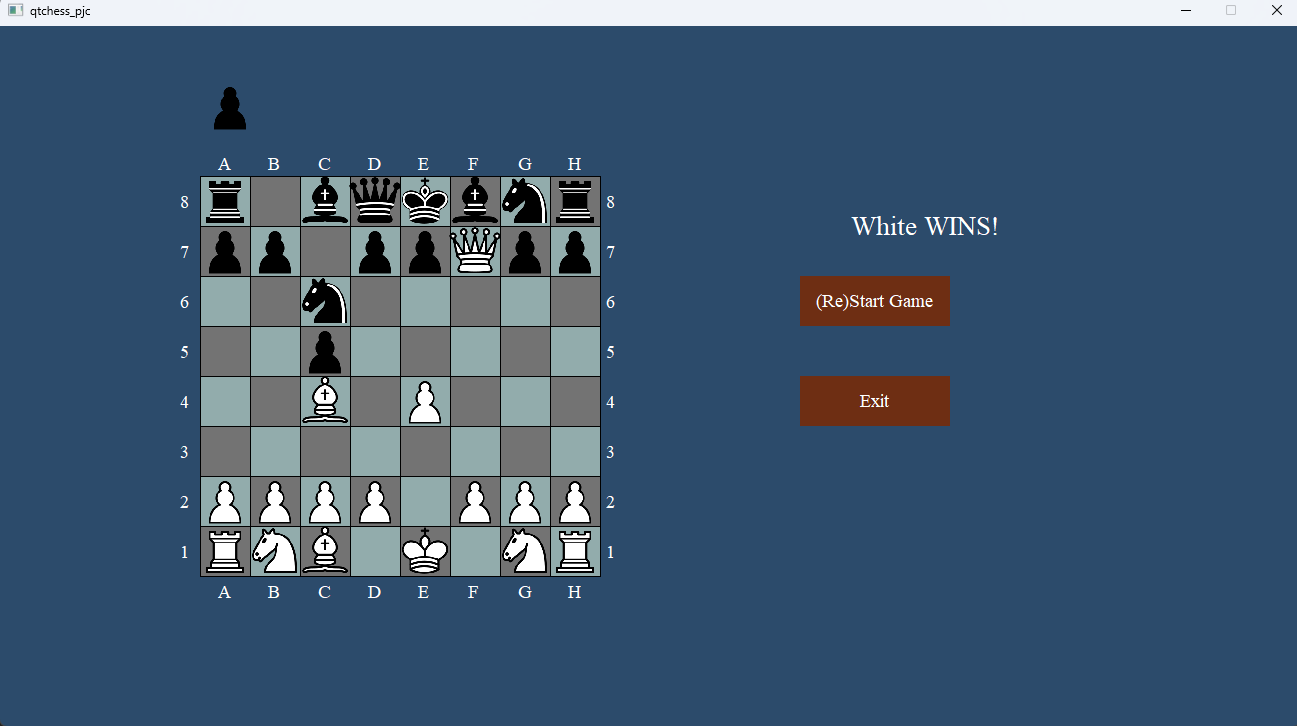 qtchess_pjc
A B C D E F G H
8 8
7 7
White WINS!
6 6
(Re)Start Game
5 5
4 4
Exit
3 3
2 2
1 1
A B C D E F G H